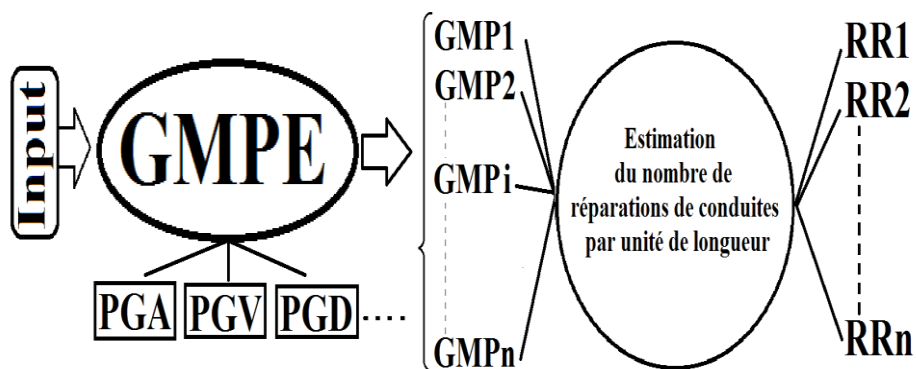 Input
GMPE
PGA PGV PGD .....
GMP1
GMP2
GMPi
GMPn
Estimation
du nombre de
réparations de conduites
par unité de longueur
RR1
RR2
RRn